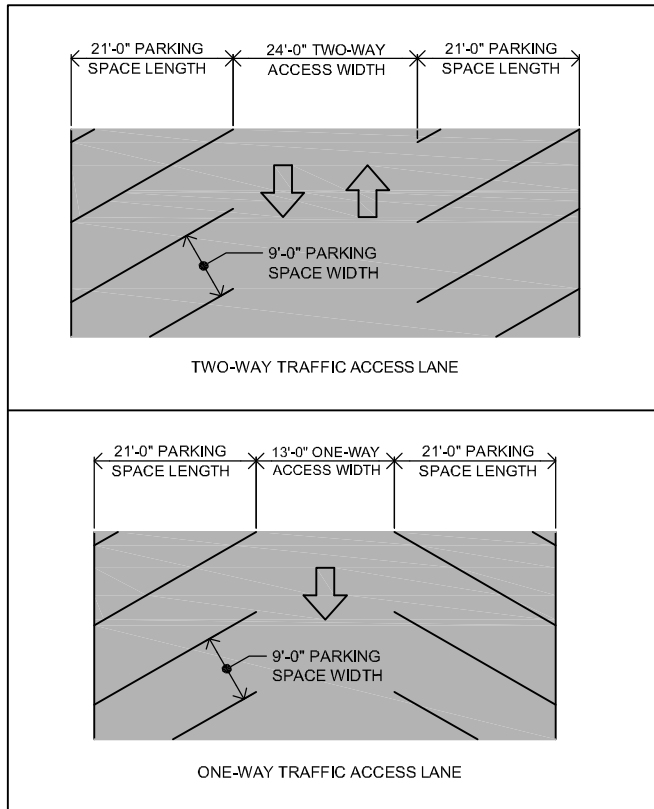 21'-0" PARKING
SPACE LENGTH
24'-0" TWO-WAY
ACCESS WIDTH
21'-0" PARKING
SPACE LENGTH
9'-0" PARKING
SPACE WIDTH
TWO-WAY TRAFFIC ACCESS LANE
21'-0" PARKING
SPACE LENGTH
13'-0" ONE-WAY
ACCESS WIDTH
21'-0" PARKING
SPACE LENGTH
9'-0" PARKING
SPACE WIDTH
ONE-WAY TRAFFIC ACCESS LANE